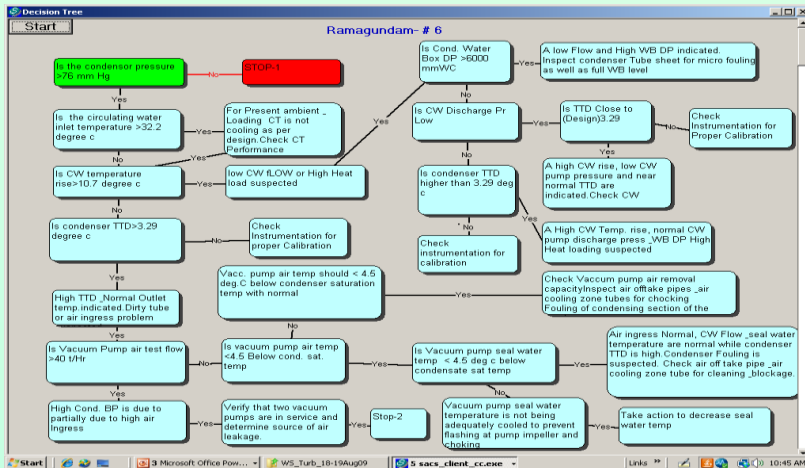 Decision Tree
Start
Ramagundam- # 6
Is the condensor pressure
>76 mm Hg
No
STOP-1
Yes
Is the circulating water
inlet temperature >32.2
degree c
Yes
For Present ambient _
Loading CT is not
cooling as per
design.Check CT
Performance
Yes
No
Is CW temperature
rise>10.7 degree c
Yes
low CW fLOW or High Heat
load suspected
Yes
No
Is condenser TTD>3.29
degree c
No
Check
Instrumentation for
proper Calibration
Yes
High TTD _Normal Outlet
temp.indicated.Dirty tube
or air ingress problem
Yes
Is Vacuum Pump air test flow
>40 t/Hr
No
Yes
High Cond. BP is due to
partially due to high air
Ingress
Yes
Verify that two vacuum
pumps are in service and
determine source of air
leakage.
Yes
Stop-2
Is Cond. Water
Box DP >6000
mmWC
Yes
A low Flow and High WB DP indicated.
Inspect condenser Tube sheet for micro fouling
as well as full WB level
No
Is CW Discharge Pr
Low
Yes
Is TTD Close to
(Design)3.29
No
Check
Instrumentation for
Proper Calibration
Yes
A high CW rise, low CW
pump pressure and near
normal TTD are
indicated.Check CW
No
Is condenser TTD
higher than 3.29 deg
c
Yes
A High CW Temp. rise, normal CW
pump discharge press _WB DP High
Heat loading suspected
No
Check
instrumentation for
calibration
Vacc. pump air temp should < 4.5
deg.C below condenser saturation
temp with normal
Yes
Check Vaccum pump air removal
capacityInspect air offtake pipes _air
cooling zone tubes for chocking
Fouling of condensing section of the
No
Is vacuum pump air temp
<4.5 Below cond. sat.
temp
Yes
Is Vacuum Pump seal water
temp < 4.5 deg c below
condensate sat temp
Yes
Air ingress Normal, CW Flow _seal water
temperature are normal while condenser
TTD is high.Condenser Fouling is
suspected. Check air off take pipe _air
cooling zone tube for cleaning _blockage.
No
Vacuum pump seal water
temperature is not being
adequately cooled to prevent
flashing at pump impeller and
choking
Yes
Take action to decrease seal
water temp
Start
3 Microsoft Office Pow...
WS_Turb_18-19Aug09
5 sacs_client_cc.exe
Links
10:45 AM